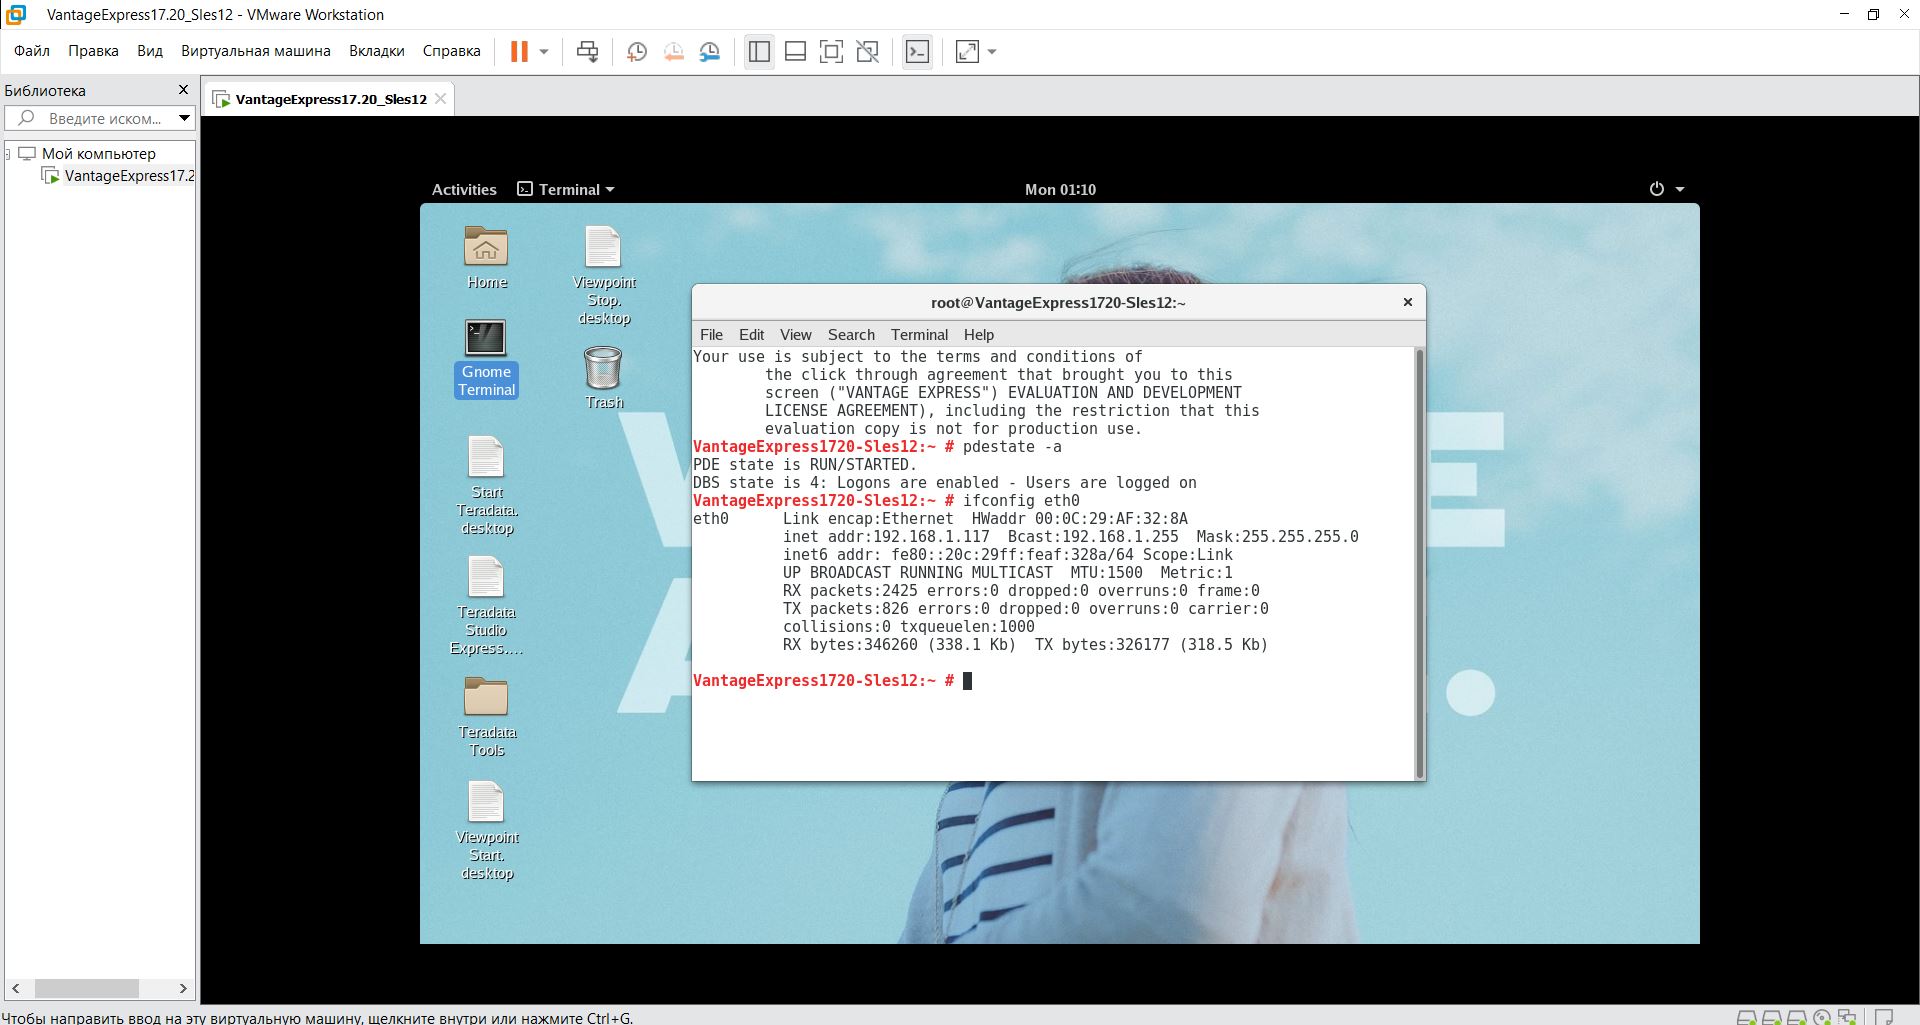 VantageExpress17.20_Sles12 - VMware Workstation
Файл Правка Вид Виртуальная машина Вкладки Справка
Библиотека
Введите иском...
Мой компьютер
VantageExpress17.2
VantageExpress17.20_Sles12
Activities Terminal Mon 01:10
Home
Gnome
Terminal
Start
Teradata.
desktop
Teradata
Studio
Express....
Teradata
Tools
Viewpoint
Start.
desktop
Viewpoint
Stop.
desktop
Trash
root@VantageExpress1720-Sles12:~
File Edit View Search Terminal Help
Your use is subject to the terms and conditions of
the click through agreement that brought you to this
screen ("VANTAGE EXPRESS") EVALUATION AND DEVELOPMENT
LICENSE AGREEMENT), including the restriction that this
evaluation copy is not for production use.
VantageExpress1720-Sles12:~ # pdestate -a
PDE state is RUN/STARTED.
DBS state is 4: Logons are enabled - Users are logged on
VantageExpress1720-Sles12:~ # ifconfig eth0
eth0 Link encap:Ethernet HWaddr 00:0C:29:AF:32:8A
inet addr:192.168.1.117 Bcast:192.168.1.255 Mask:255.255.255.0
inet6 addr: fe80::20c:29ff:feaf:328a/64 Scope:Link
UP BROADCAST RUNNING MULTICAST MTU:1500 Metric:1
RX packets:2425 errors:0 dropped:0 overruns:0 frame:0
TX packets:826 errors:0 dropped:0 overruns:0 carrier:0
collisions:0 txqueuelen:1000
RX bytes:346260 (338.1 Kb) TX bytes:326177 (318.5 Kb)
VantageExpress1720-Sles12:~ #
Чтобы направить ввод на эту виртуальную машину, щелкните внутри или нажмите Ctrl+G.